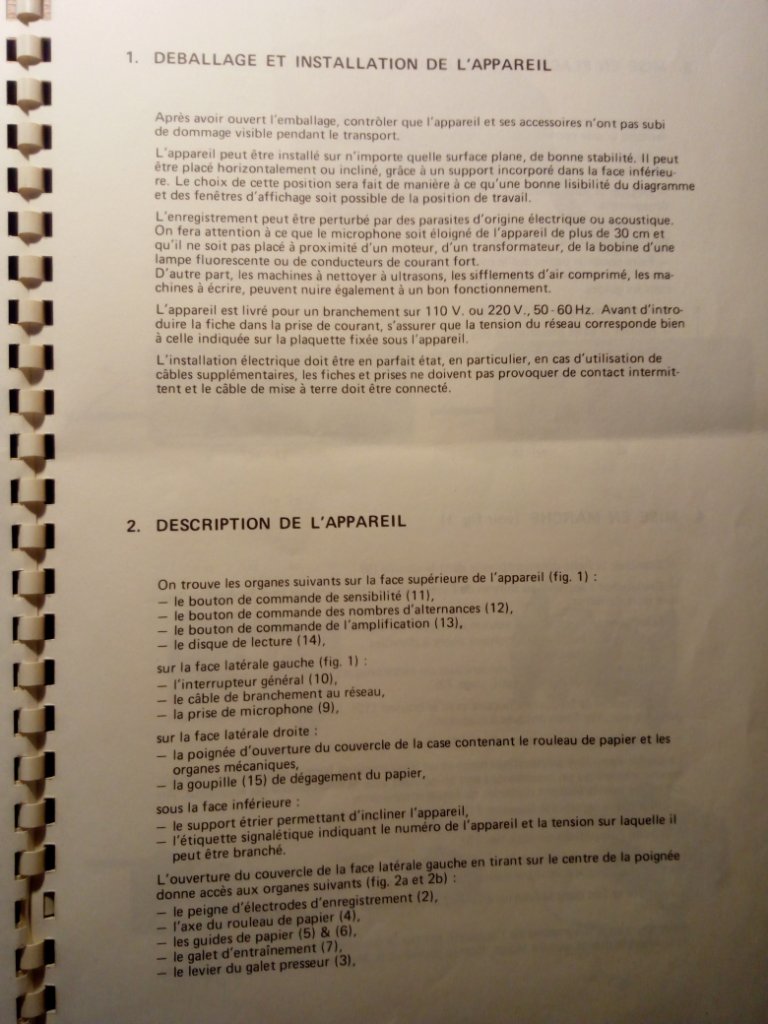 1. DEBALLAGE ET INSTALLATION DE L'APPAREIL
Après avoir ouvert l'emballage, contrôler que l'appareil et ses accessoires n'ont pas subi
de dommage visible pendant le transport.
L'appareil peut être installé sur n'importe quelle surface plane, de bonne stabilité. Il peut
être placé horizontalement ou incliné, grâce à un support incorporé dans la face inférieu-
re. Le choix de cette position sera fait de manière à ce qu'une bonne lisibilité du diagramme
et des fenêtres d'affichage soit possible de la position de travail.
L'enregistrement peut être perturbé par des parasites d'origine électrique ou acoustique.
On fera attention à ce que le microphone soit éloigné de l'appareil de plus de 30 cm et
qu'il ne soit pas placé à proximité d'un moteur, d'un transformateur, de la bobine d'une
lampe fluorescente ou de conducteurs de courant fort.
D'autre part, les machines à nettoyer à ultrasons, les sifflements d'air comprimé, les ma-
chines à écrire, peuvent nuire également à un bon fonctionnement.
L'appareil est livré pour un branchement sur 110 V. ou 220 V., 50 - 60 Hz. Avant d'intro-
duire la fiche dans la prise de courant, s'assurer que la tension du réseau corresponde bien
à celle indiquée sur la plaquette fixée sous l'appareil.
L'installation électrique doit être en parfait état, en particulier, en cas d'utilisation de
câbles supplémentaires, les fiches et prises ne doivent pas provoquer de contact intermit-
tent et le câble de mise à terre doit être connecté.
2. DESCRIPTION DE L'APPAREIL
On trouve les organes suivants sur la face supérieure de l'appareil (fig. 1) :
— le bouton de commande de sensibilité (11),
— le bouton de commande des nombres d'alternances (12),
— le bouton de commande de l'amplification (13),
— le disque de lecture (14),
sur la face latérale gauche (fig. 1) :
— l'interrupteur général (10),
— le câble de branchement au réseau,
— la prise de microphone (9),
sur la face latérale droite :
— la poignée d'ouverture du couvercle de la case contenant le rouleau de papier et les
organes mécaniques,
— la goupille (15) de dégagement du papier,
sous la face inférieure :
— le support étrier permettant d'incliner l'appareil,
— l'étiquette signalétique indiquant le numéro de l'appareil et la tension sur laquelle il
peut être branché.
L'ouverture du couvercle de la face latérale gauche en tirant sur le centre de la poignée
donne accès aux organes suivants (fig. 2a et 2b) :
— le peigne d'électrodes d'enregistrement (2),
— l'axe du rouleau de papier (4),
— les guides de papier (5) & (6),
— le galet d'entraînement (7),
— le levier du galet presseur (3),